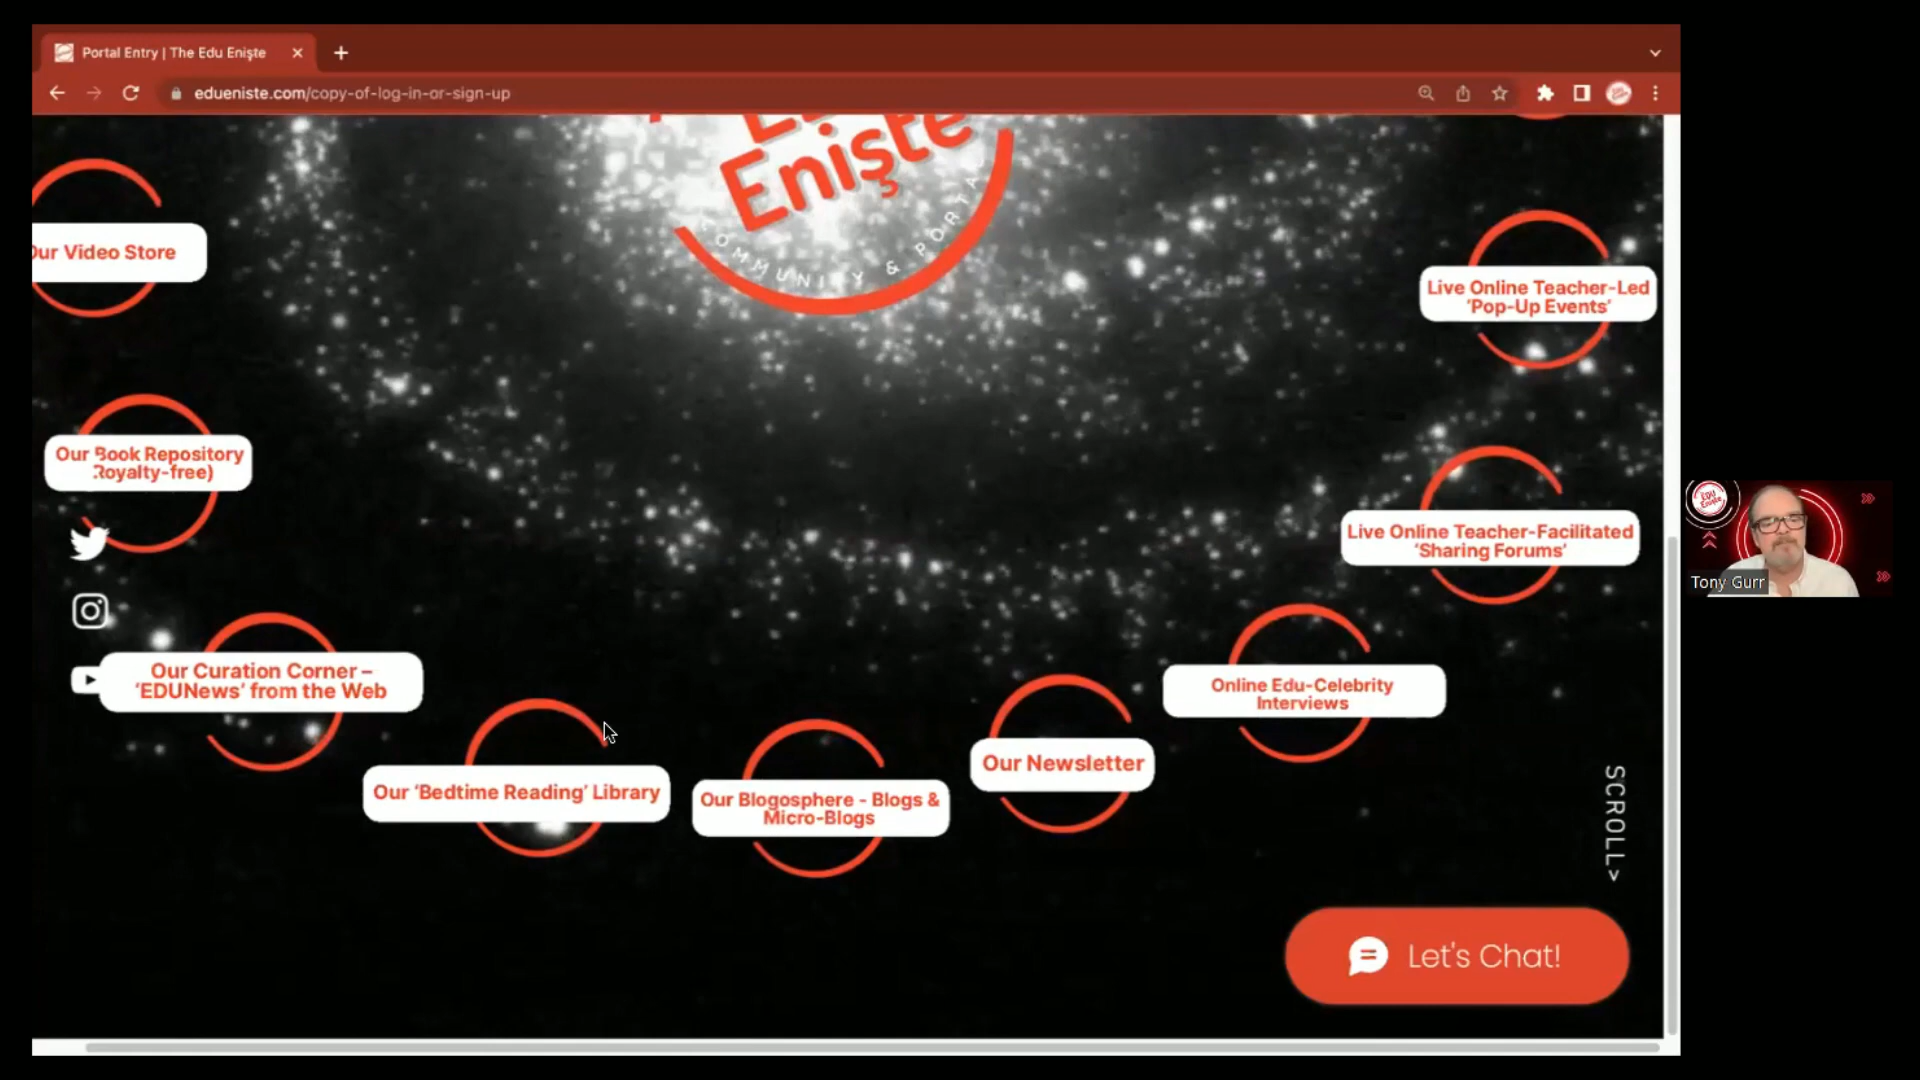 Portal Entry | The Edu Enişte
edueniste.com/copy-of-log-in-or-sign-up
Enişte
COMMUNITY & PORTA
Our Video Store
Live Online Teacher-Led
'Pop-Up Events'
Our Book Repository
Royalty-free)
Live Online Teacher-Facilitated
'Sharing Forums'
EDU
Enişte
Tony Gurr
Our Curation Corner –
'EDUNews' from the Web
Online Edu-Celebrity
Interviews
Our Newsletter
Our 'Bedtime Reading' Library
Our Blogosphere - Blogs &
Micro-Blogs
SCROLL>
Let's Chat!